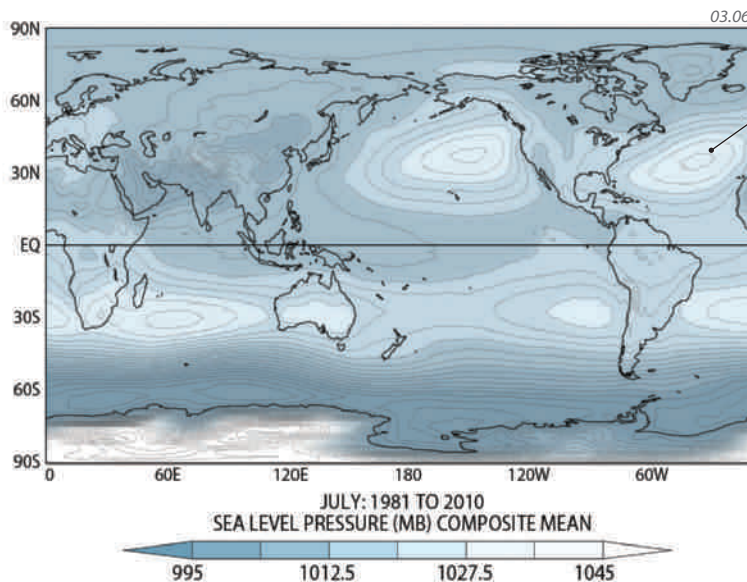 03.06
90N
60N
30N
EQ
30S
60S
90S
0 60E 120E 180 120W 60W
JULY: 1981 TO 2010
SEA LEVEL PRESSURE (MB) COMPOSITE MEAN
995 1012.5 1027.5 1045